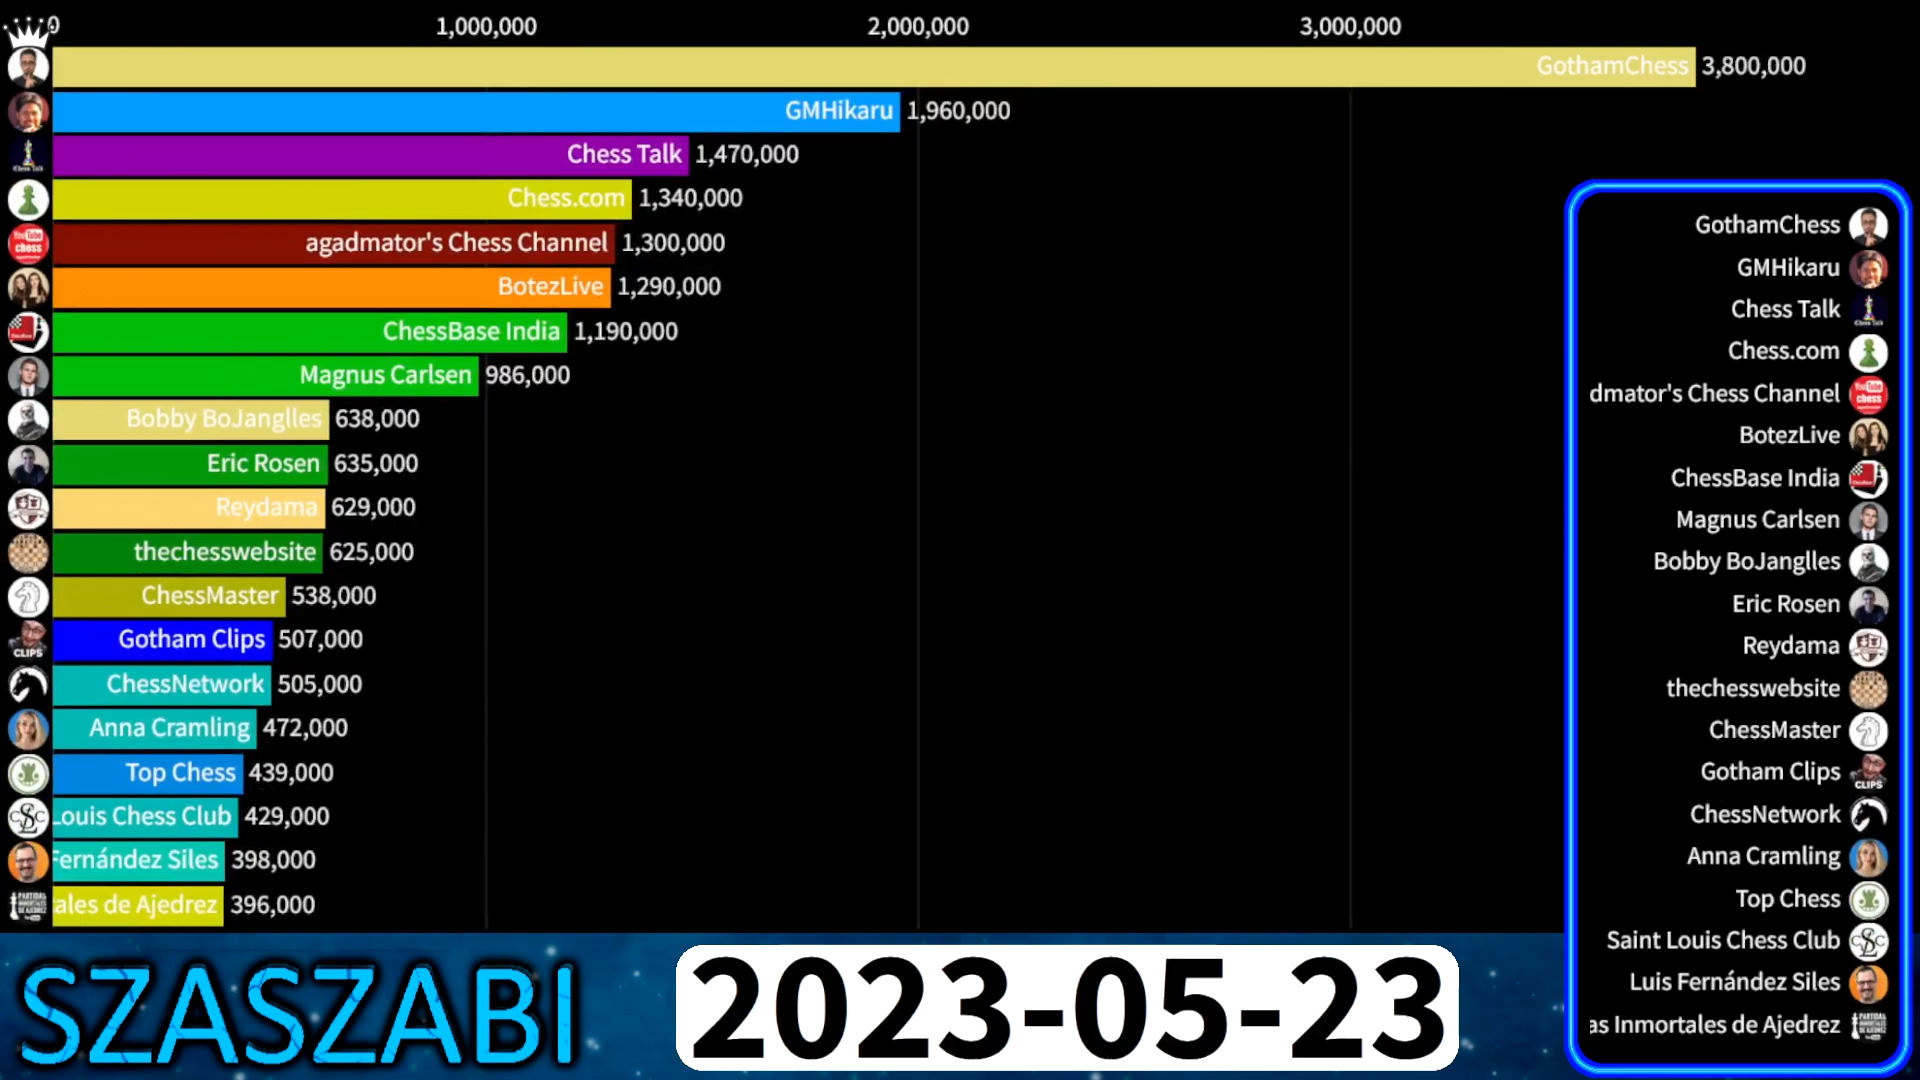 0 1,000,000 2,000,000 3,000,000
GothamChess 3,800,000
GMHikaru 1,960,000
Chess Talk 1,470,000
Chess.com 1,340,000
agadmator's Chess Channel 1,300,000
BotezLive 1,290,000
ChessBase India 1,190,000
Magnus Carlsen 986,000
Bobby BoJanglles 638,000
Eric Rosen 635,000
Reydama 629,000
thechesswebsite 625,000
ChessMaster 538,000
CLIPS Gotham Clips 507,000
ChessNetwork 505,000
Anna Cramling 472,000
Top Chess 439,000
Louis Chess Club 429,000
Fernández Siles 398,000
ales de Ajedrez 396,000
GothamChess
GMHikaru
Chess Talk
Chess.com
dmator's Chess Channel
BotezLive
ChessBase India
Magnus Carlsen
Bobby BoJanglles
Eric Rosen
Reydama
thechesswebsite
ChessMaster
Gotham Clips CLIPS
ChessNetwork
Anna Cramling
Top Chess
Saint Louis Chess Club
Luis Fernández Siles
as Inmortales de Ajedrez
SZASZABI
2023-05-23